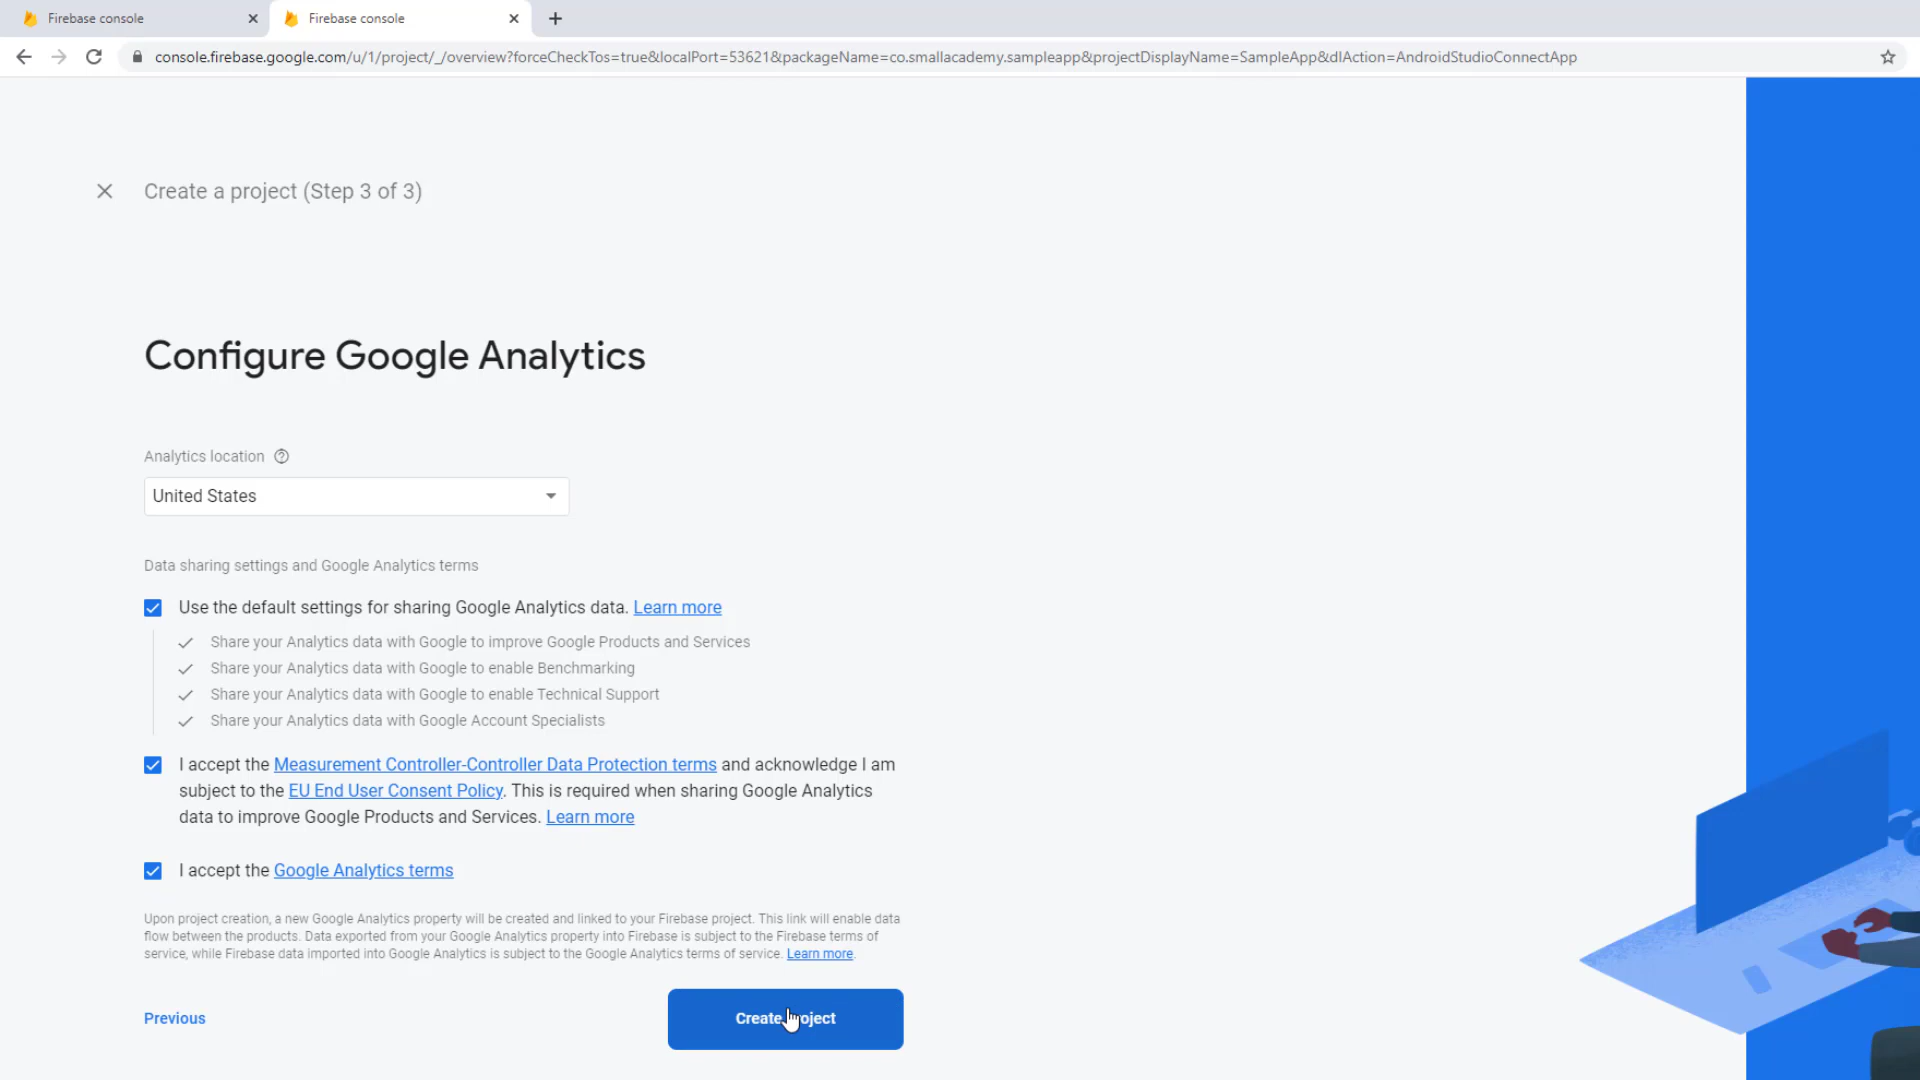 Firebase console
Firebase console
console.firebase.google.com/u/1/project/_/overview?forceCheckTos=true&localPort=53621&packageName=co.smallacademy.sampleapp&projectDisplayName=SampleApp&dlAction=AndroidStudioConnectApp
Create a project (Step 3 of 3)
Configure Google Analytics
Analytics location
United States
Data sharing settings and Google Analytics terms
Use the default settings for sharing Google Analytics data. Learn more
Share your Analytics data with Google to improve Google Products and Services
Share your Analytics data with Google to enable Benchmarking
Share your Analytics data with Google to enable Technical Support
Share your Analytics data with Google Account Specialists
I accept the Measurement Controller-Controller Data Protection terms and acknowledge I am
subject to the EU End User Consent Policy. This is required when sharing Google Analytics
data to improve Google Products and Services. Learn more
I accept the Google Analytics terms
Upon project creation, a new Google Analytics property will be created and linked to your Firebase project. This link will enable data
flow between the products. Data exported from your Google Analytics property into Firebase is subject to the Firebase terms of
service, while Firebase data imported into Google Analytics is subject to the Google Analytics terms of service. Learn more.
Previous
Create project